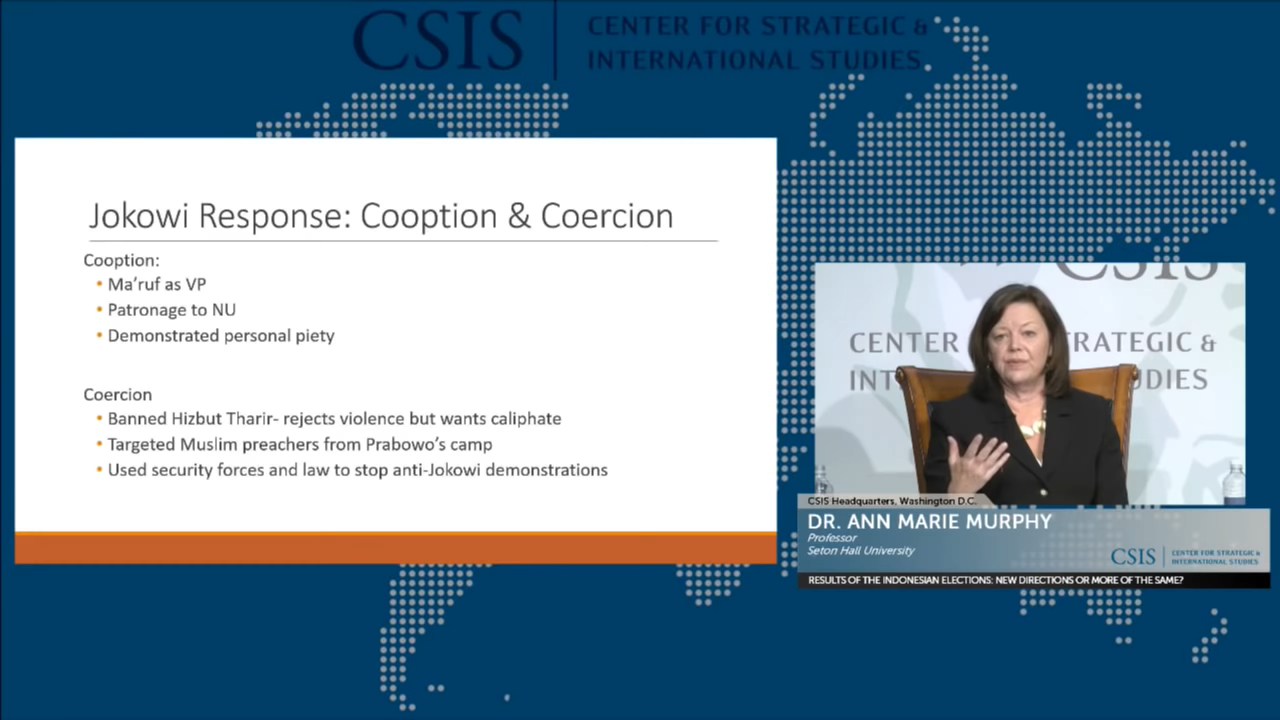 CSIS
CENTER FOR STRATEGIC &
INTERNATIONAL STUDIES
Jokowi Response: Cooption & Coercion
Cooption:
• Ma'ruf as VP
• Patronage to NU
• Demonstrated personal piety
Coercion
• Banned Hizbut Tharir- rejects violence but wants caliphate
• Targeted Muslim preachers from Prabowo's camp
• Used security forces and law to stop anti-Jokowi demonstrations
CSIS
CENTER RATEGIC &
INT UDIES
CSIS Headquarters, Washington D.C.
DR. ANN MARIE MURPHY
Professor
Seton Hall University
CSIS
CENTER FOR STRATEGIC &
INTERNATIONAL STUDIES
RESULTS OF THE INDONESIAN ELECTIONS: NEW DIRECTIONS OR MORE OF THE SAME?